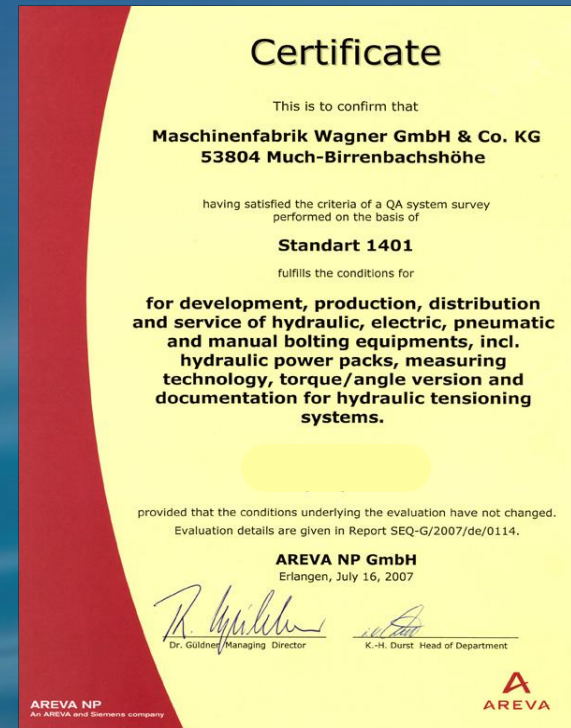 Certificate
This is to confirm that
Maschinenfabrik Wagner GmbH & Co. KG
53804 Much-Birrenbachshöhe
having satisfied the criteria of a QA system survey
performed on the basis of
Standart 1401
fulfills the conditions for
for development, production, distribution
and service of hydraulic, electric, pneumatic
and manual bolting equipments, incl.
hydraulic power packs, measuring
technology, torque/angle version and
documentation for hydraulic tensioning
systems.
provided that the conditions underlying the evaluation have not changed.
Evaluation details are given in Report SEQ-G/2007/de/0114.
AREVA NP GmbH
Erlangen, July 16, 2007
Dr. Güldner Managing Director
K.-H. Durst Head of Department
AREVA NP
An AREVA and Siemens company
AREVA